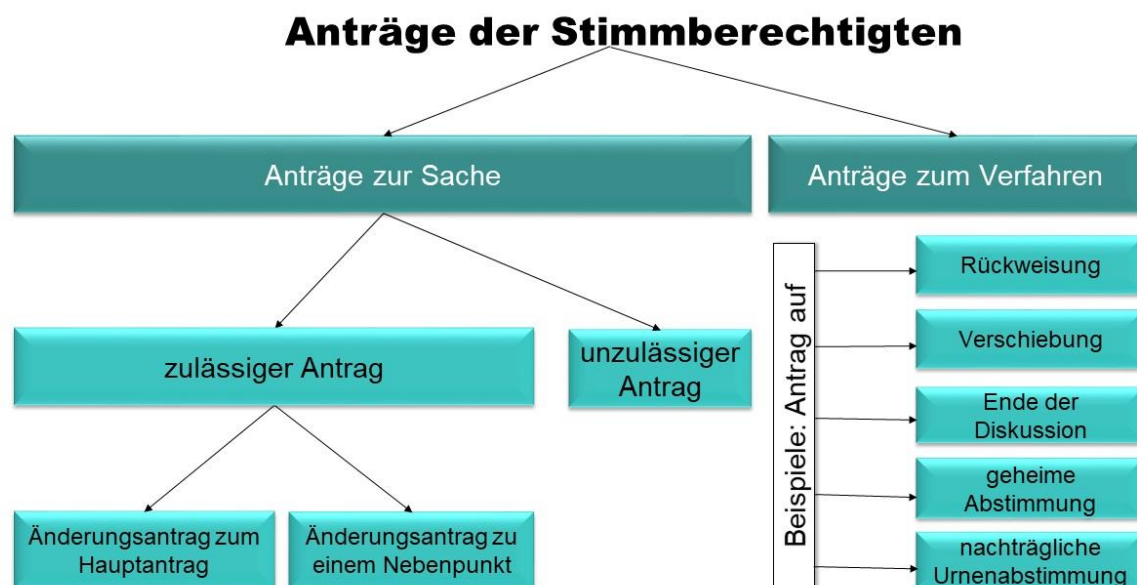 Anträge der Stimmberechtigten
Anträge zur Sache
Anträge zum Verfahren
zulässiger Antrag
unzulässiger
Antrag
Änderungsantrag zum
Hauptantrag
Änderungsantrag zu
einem Nebenpunkt
Beispiele: Antrag auf
Rückweisung
Verschiebung
Ende der
Diskussion
geheime
Abstimmung
nachträgliche
Urnenabstimmung